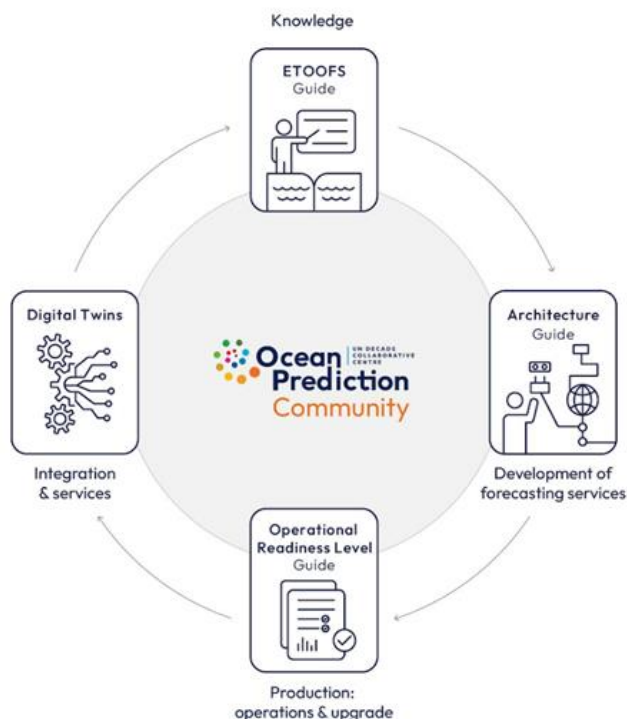 Knowledge
ETOOFS
Guide
Digital Twins
Integration
& services
Ocean
Prediction
Community
UN DECADE
COLLABORATIVE
CENTRE
Architecture
Guide
Development of
forecasting services
Operational
Readiness Level
Guide
Production:
operations & upgrade